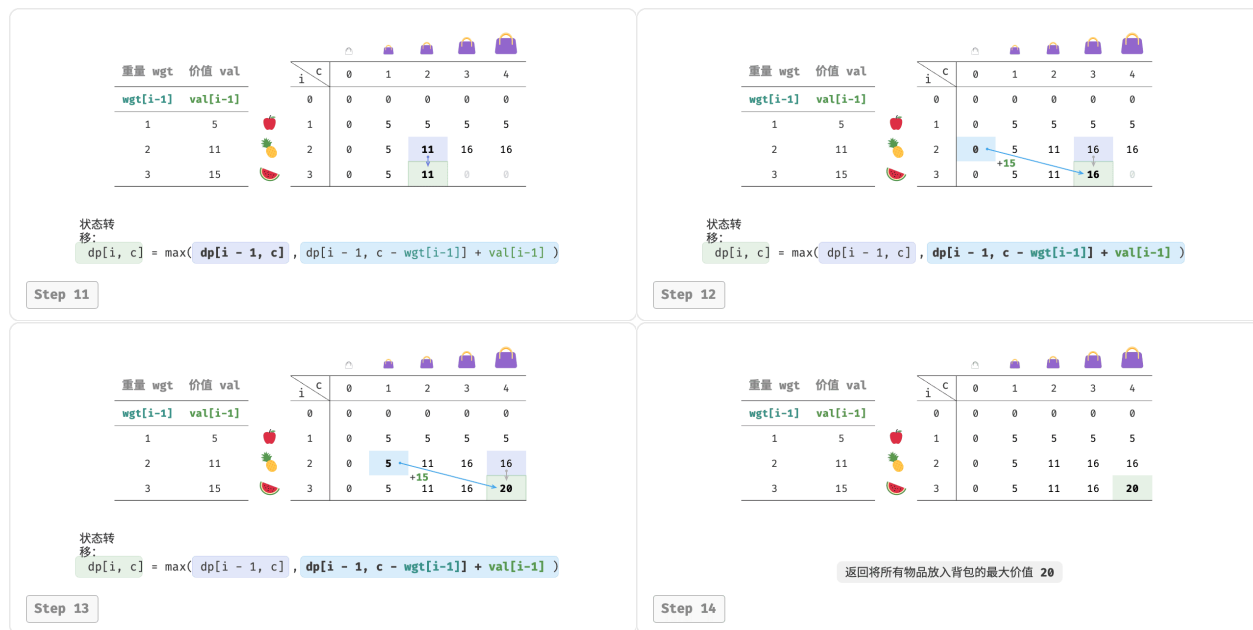 重量 wgt 价值 val
i c 0 1 2 3 4
wgt[i-1] val[i-1]
0 0 0 0 0 0
1 5
1 0 5 5 5 5
2 11
2 0 5 11 16 16
3 15
3 0 5 11 0 0
状态转
移:
dp[i, c] = max( dp[i - 1, c] , dp[i - 1, c - wgt[i-1]] + val[i-1] )
Step 11
重量 wgt 价值 val
i c 0 1 2 3 4
wgt[i-1] val[i-1]
0 0 0 0 0 0
1 5
1 0 5 5 5 5
2 11
2 0 5 11 16 16
+15
3 15
3 0 5 11 16 0
状态转
移:
dp[i, c] = max( dp[i - 1, c] , dp[i - 1, c - wgt[i-1]] + val[i-1] )
Step 12
重量 wgt 价值 val
i c 0 1 2 3 4
wgt[i-1] val[i-1]
0 0 0 0 0 0
1 5
1 0 5 5 5 5
2 11
2 0 5 11 16 16
+15
3 15
3 0 5 11 16 20
状态转
移:
dp[i, c] = max( dp[i - 1, c] , dp[i - 1, c - wgt[i-1]] + val[i-1] )
Step 13
重量 wgt 价值 val
i c 0 1 2 3 4
wgt[i-1] val[i-1]
0 0 0 0 0 0
1 5
1 0 5 5 5 5
2 11
2 0 5 11 16 16
3 15
3 0 5 11 16 20
返回将所有物品放入背包的最大价值 20
Step 14